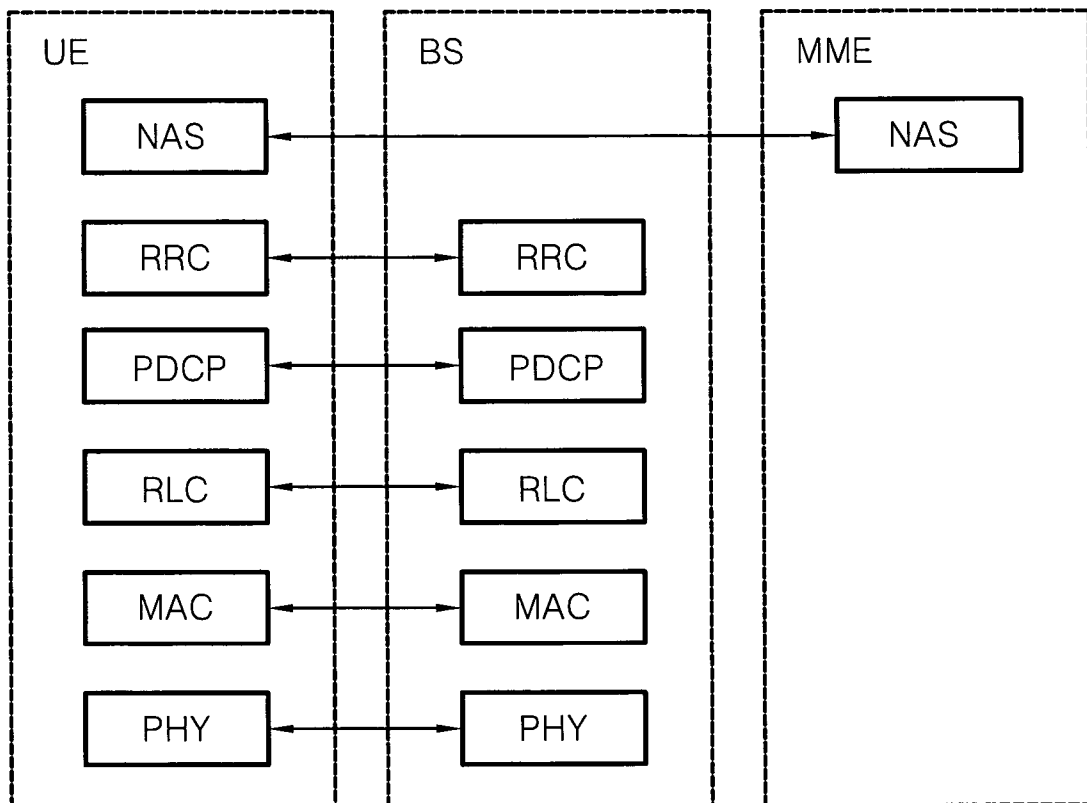 UE
BS
MME
NAS
NAS
RRC
RRC
PDCP
PDCP
RLC
RLC
MAC
MAC
PHY
PHY